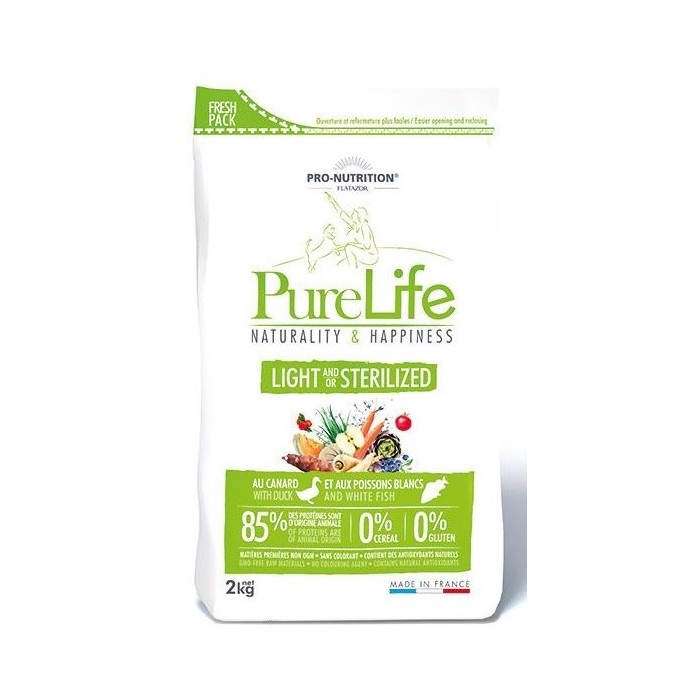 FRESH
PACK
Ouverture et refermeture plus faciles / Easier opening and reclosing
PRO-NUTRITION®
FLATAZOR
PureLife
NATURALITY & HAPPINESS
LIGHT AND OR STERILIZED
AU CANARD ET AUX POISSONS BLANCS
WITH DUCK AND WHITE FISH
85% DES PROTÉINES SONT D'ORIGINE ANIMALE
OF PROTEINS ARE OF ANIMAL ORIGIN
0% CEREAL
0% GLUTEN
MATIÈRES PREMIÈRES NON OGM • SANS COLORANT • CONTIENT DES ANTIOXYDANTS NATURELS
GMO-FREE RAW MATERIALS • NO COLOURING AGENT • CONTAINS NATURAL ANTIOXIDANTS
2kg net
MADE IN FRANCE